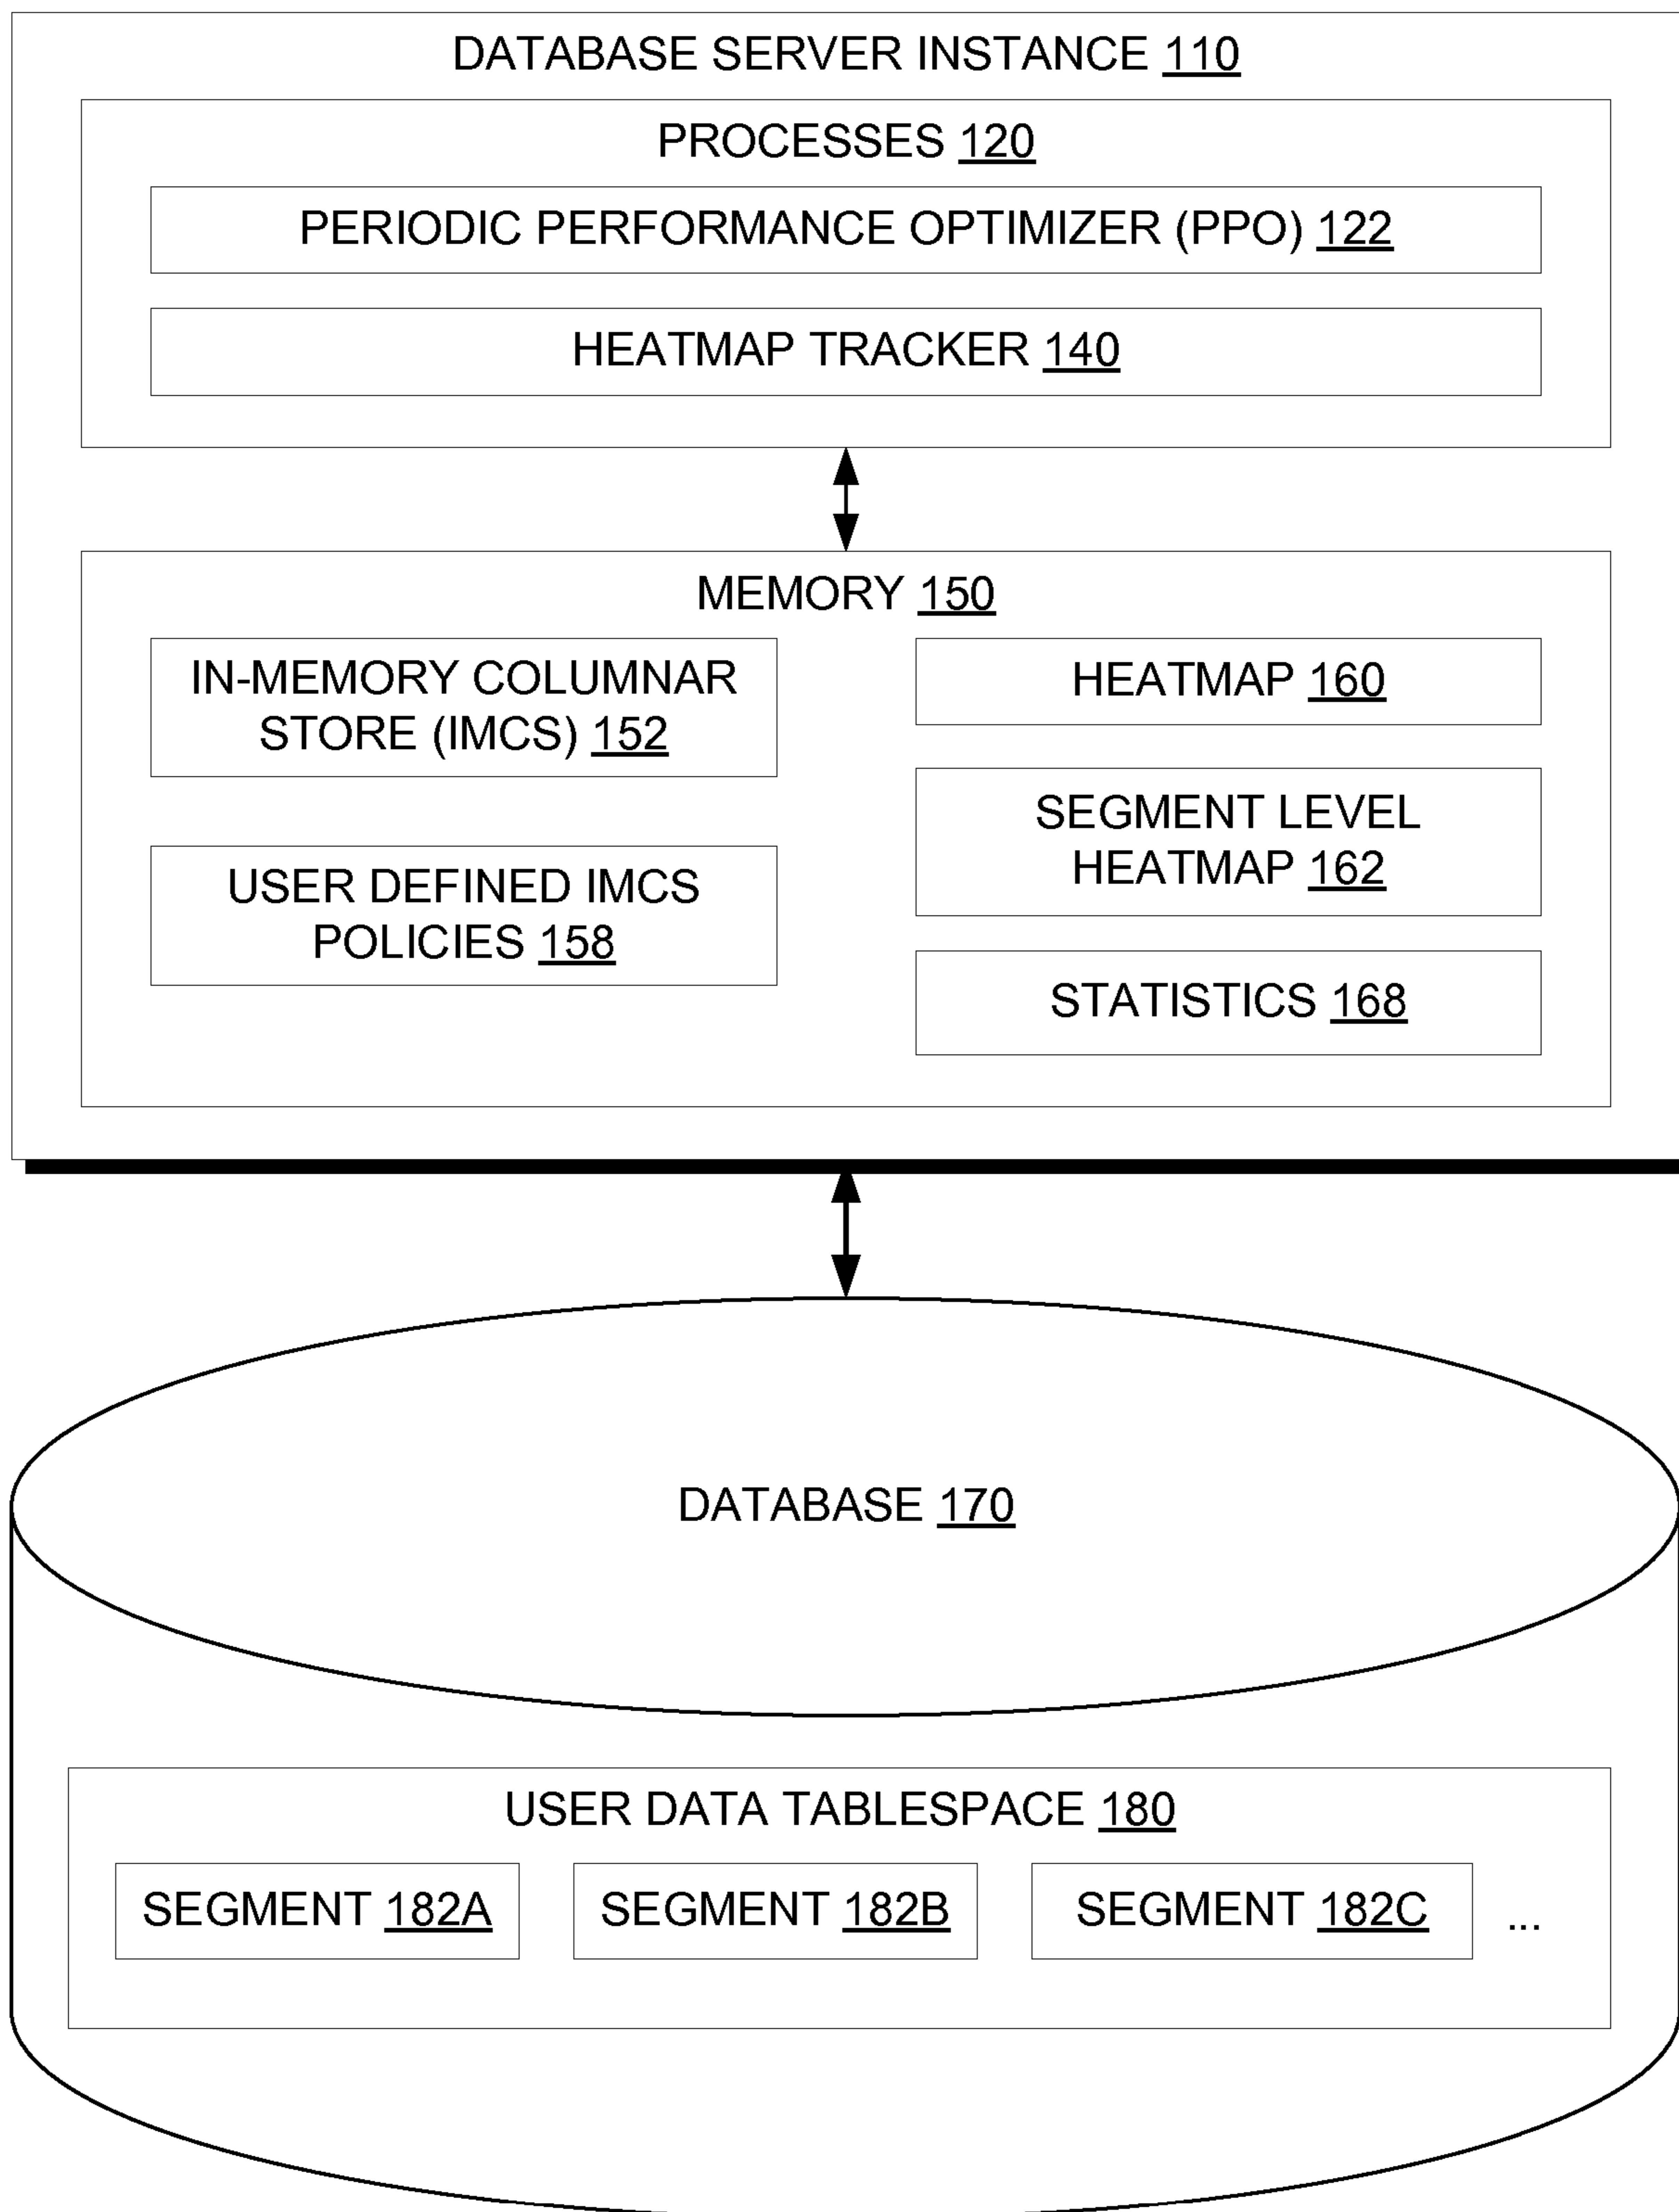 DATABASE SERVER INSTANCE 110
PROCESSES 120
PERIODIC PERFORMANCE OPTIMIZER (PPO) 122
HEATMAP TRACKER 140
MEMORY 150
IN-MEMORY COLUMNAR
STORE (IMCS) 152
USER DEFINED IMCS
POLICIES 158
HEATMAP 160
SEGMENT LEVEL
HEATMAP 162
STATISTICS 168
DATABASE 170
USER DATA TABLESPACE 180
SEGMENT 182A
SEGMENT 182B
SEGMENT 182C
...